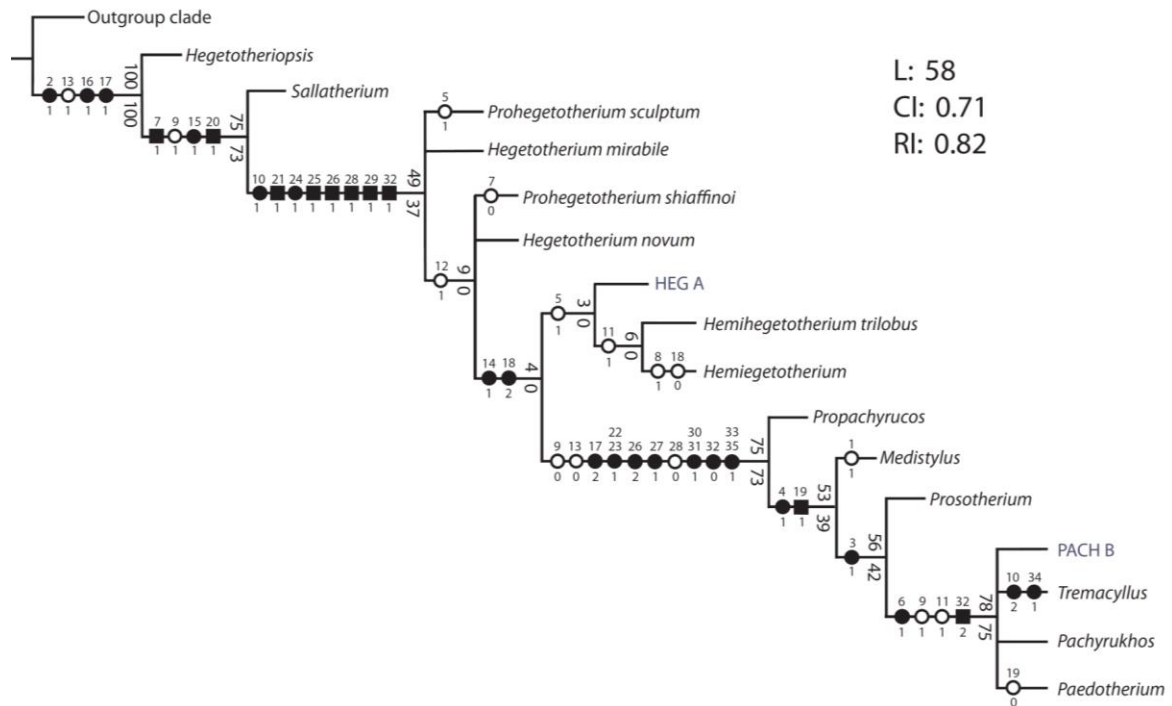 Outgroup clade
Hegetotheriopsis
L: 58
CI: 0.71
RI: 0.82
2 13 16 17
1 1 1 1
100 100
Sallatherium
7 9 15 20
1 1 1 1
75 73
5
1
Prohegetotherium sculptum
Hegetotherium mirabile
10 21 24 25 26 28 29 32
1 1 1 1 1 1 1 1
49 37
7
0
Prohegetotherium shiaffinoi
Hegetotherium novum
12
1
9 0
HEG A
5
1
3 0
Hemihegetotherium trilobus
11
1
6 0
8 18
1 0
Hemiegetotherium
14 18
1 2
4 0
Propachyrucos
22 30 33
9 13 17 23 26 27 28 31 32 35
0 0 2 1 2 1 0 1 0 1
75 73
1
1
Medistylus
4 19
1 1
53 39
Prosotherium
3
1
56 42
PACH B
10 34
2 1
Tremacyllus
6 9 11 32
1 1 1 2
78 75
Pachyrukhos
19
0
Paedotherium